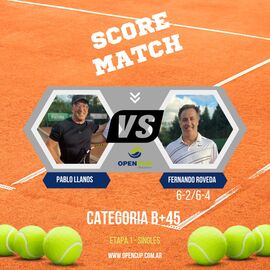 SCORE
MATCH
VS
OPENCUP
PABLO LLANOS
FERNANDO ROVEDA
6-2/6-4
CATEGORIA B+45
ETAPA 1 - SINGLES
WWW.OPENCUP.COM.AR